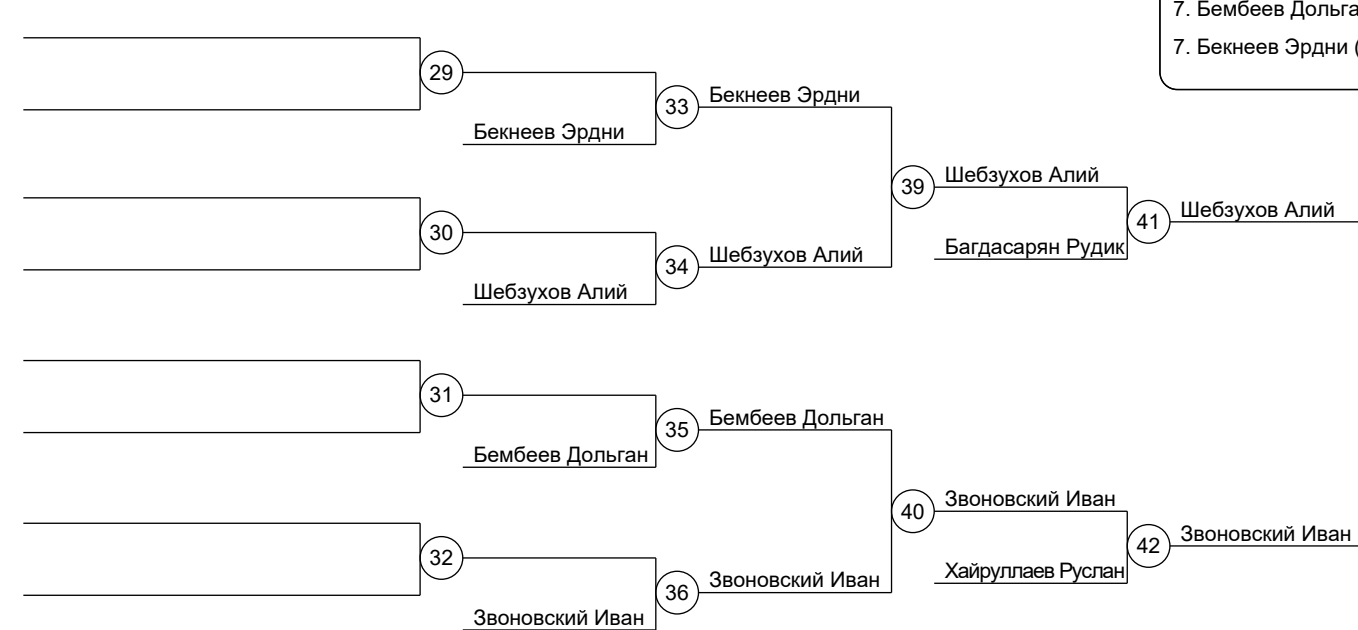 7. Бембеев Дольга
7. Бекнеев Эрдни (
29
33
Бекнеев Эрдни
Бекнеев Эрдни
39
Шебзухов Алий
30
34
Шебзухов Алий
41
Шебзухов Алий
Багдасарян Рудик
Шебзухов Алий
31
35
Бембеев Дольган
Бембеев Дольган
40
Звоновский Иван
32
36
Звоновский Иван
42
Звоновский Иван
Хайруллаев Руслан
Звоновский Иван